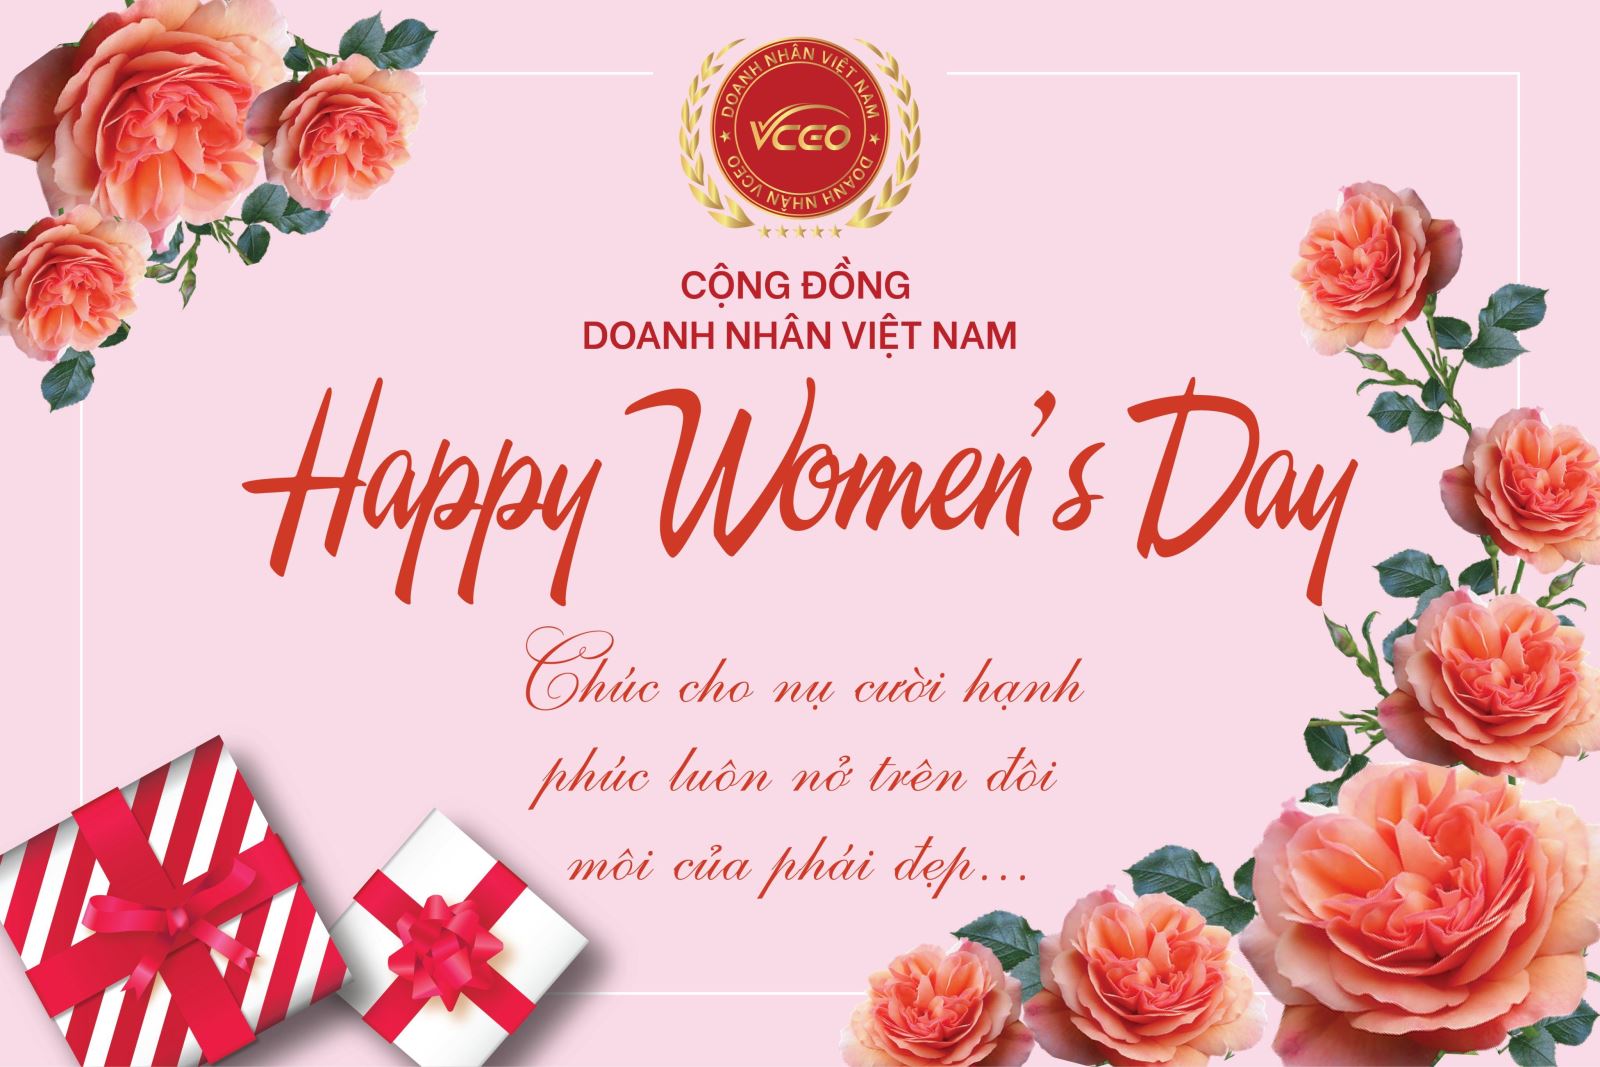 DOANH NHÂN VIỆT NAM
VCEO
DOANH NHÂN VCEO
CỘNG ĐỒNG
DOANH NHÂN VIỆT NAM
Happy Women's Day
Chúc cho nụ cười hạnh
phúc luôn nở trên đôi
môi của phái đẹp...